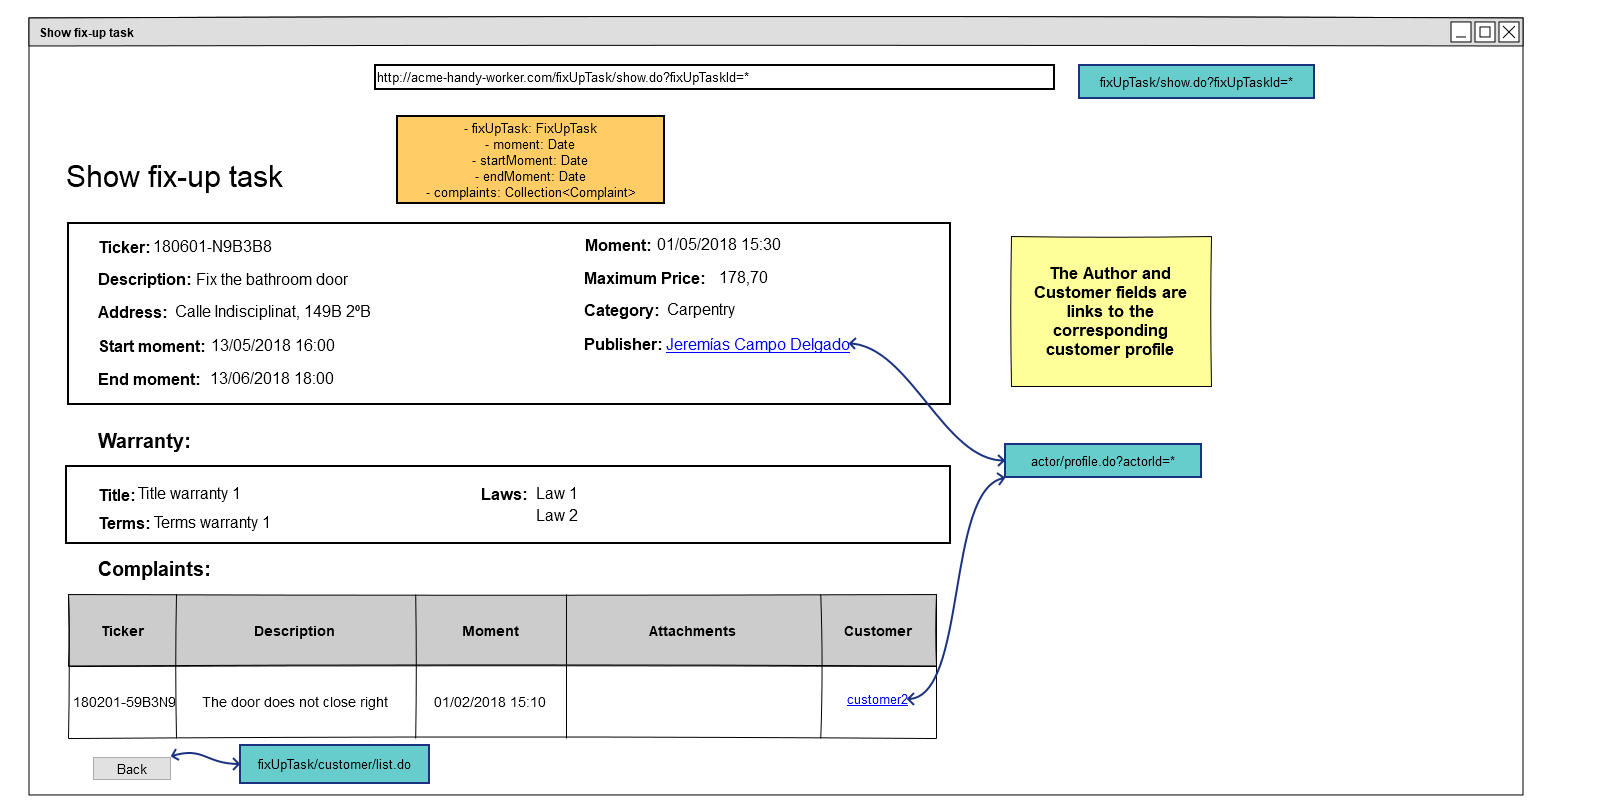 Show fix-up task
http://acme-handy-worker.com/fixUpTask/show.do?fixUpTaskId=*
fixUpTask/show.do?fixUpTaskId=*
- fixUpTask: FixUpTask
- moment: Date
- startMoment: Date
- endMoment: Date
- complaints: Collection<Complaint>
Show fix-up task
Ticker: 180601-N9B3B8
Moment: 01/05/2018 15:30
Description: Fix the bathroom door
Maximum Price: 178,70
Address: Calle Indisciplinat, 149B 2ºB
Category: Carpentry
Start moment: 13/05/2018 16:00
Publisher: Jeremías Campo Delgado
End moment: 13/06/2018 18:00
The Author and
Customer fields are
links to the
corresponding
customer profile
actor/profile.do?actorId=*
Warranty:
Title: Title warranty 1
Laws: Law 1
Law 2
Terms: Terms warranty 1
Complaints:
Ticker Description Moment Attachments Customer
180201-59B3N9 The door does not close right 01/02/2018 15:10 customer2
Back
fixUpTask/customer/list.do